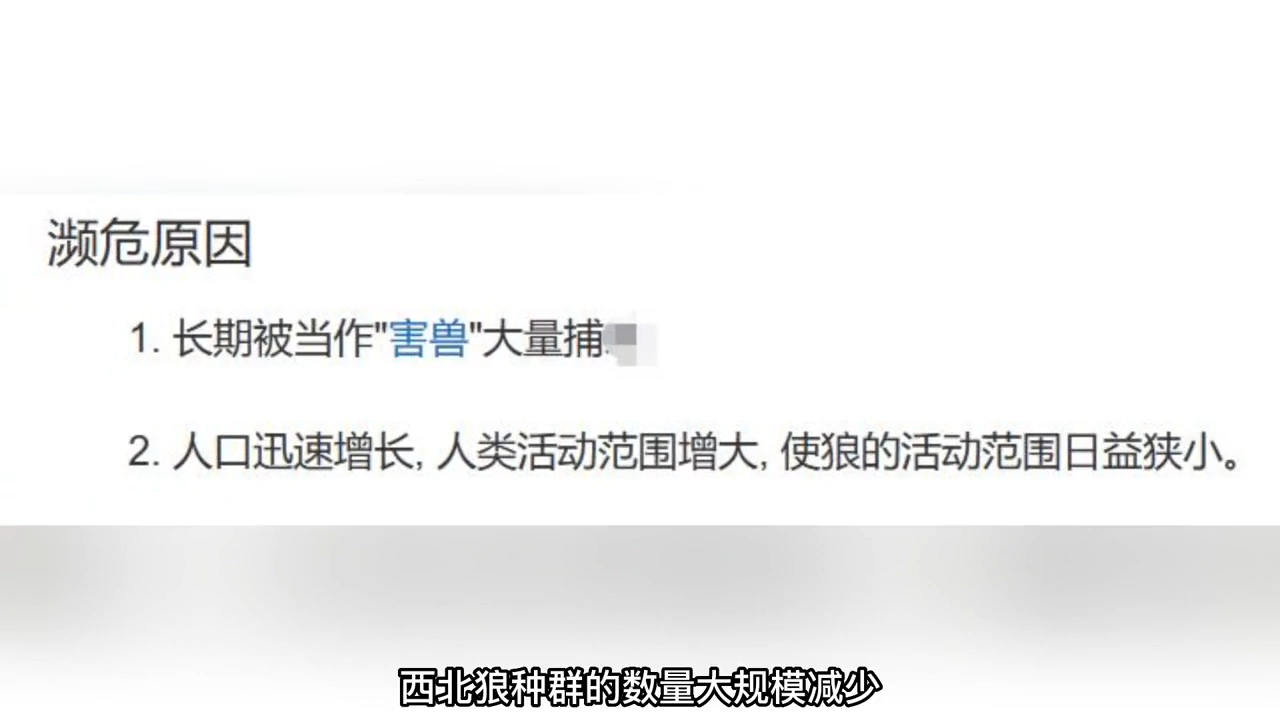 濒危原因
1. 长期被当作"害兽"大量捕
2. 人口迅速增长, 人类活动范围增大, 使狼的活动范围日益狭小。
西北狼种群的数量大规模减少